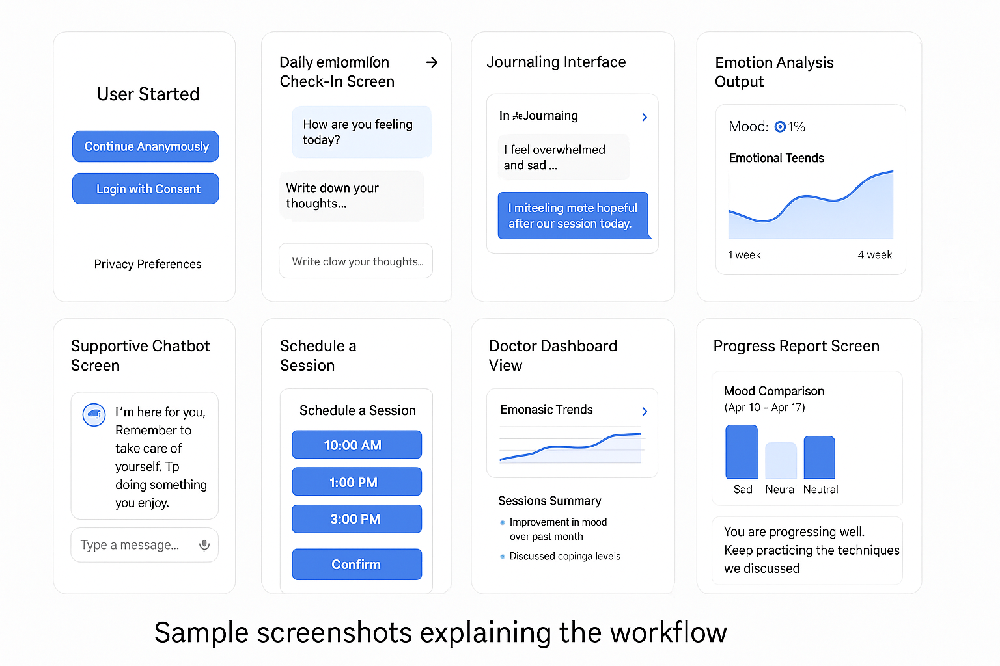 User Started
Continue Ananymously
Login with Consent
Privacy Preferences
Daily
Check-In Screen
How are you feeling
today?
Write down your
thoughts...
Write clow your thoughts...
Journaling Interface
In Journaing
I feel overwhelmed
and sad ...
I miteeling mote hopeful
after our session today.
Emotion Analysis
Output
Mood: 1%
Emotional Teends
1 week
4 week
Supportive Chatbot
Screen
I'm here for you,
Remember to
take care of
yourself. Tp
doing something
you enjoy.
Type a message...
Schedule a
Session
Schedule a Session
10:00 AM
1:00 PM
3:00 PM
Confirm
Doctor Dashboard
View
Emonasic Trends
Sessions Summary
Improvement in mood
over past month
Discussed copinga levels
Progress Report Screen
Mood Comparison
(Apr 10 - Apr 17)
Sad
Neural
Neutral
You are progressing well.
Keep practicing the techniques
we discussed
Sample screenshots explaining the workflow